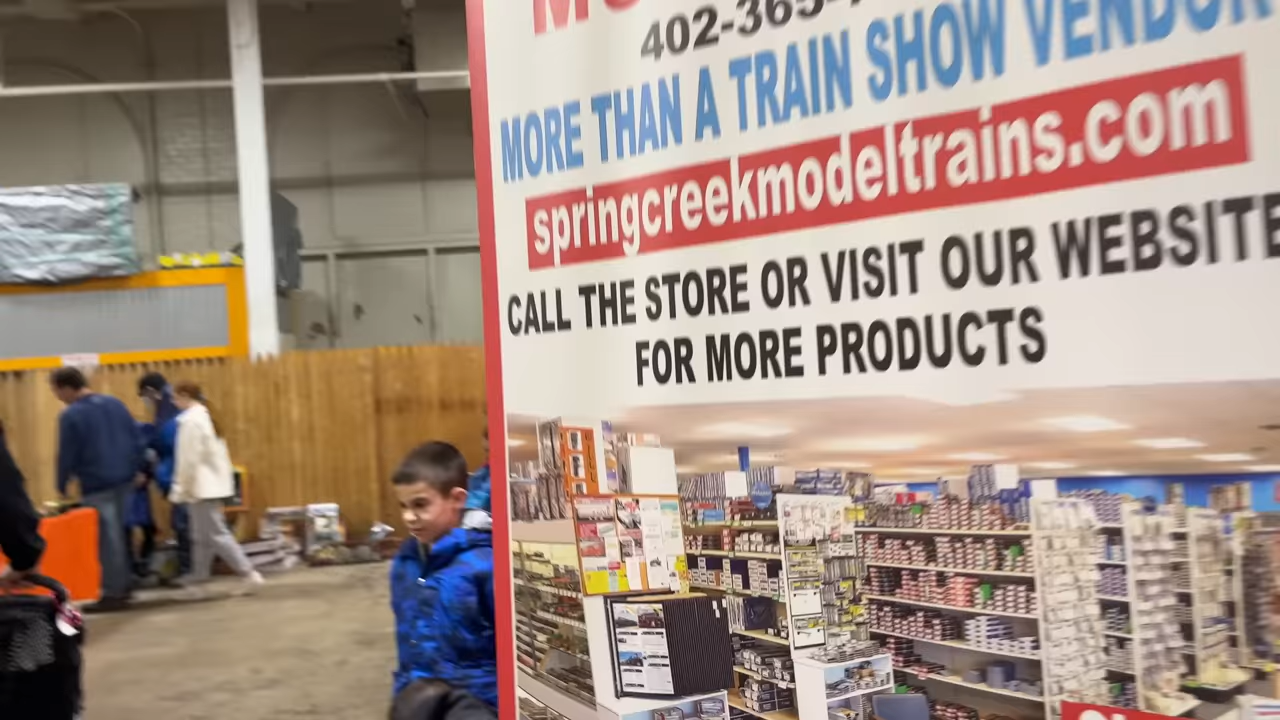 402-365-
MORE THAN A TRAIN SHOW VENDOR
springcreekmodeltrains.com
CALL THE STORE OR VISIT OUR WEBSITE
FOR MORE PRODUCTS